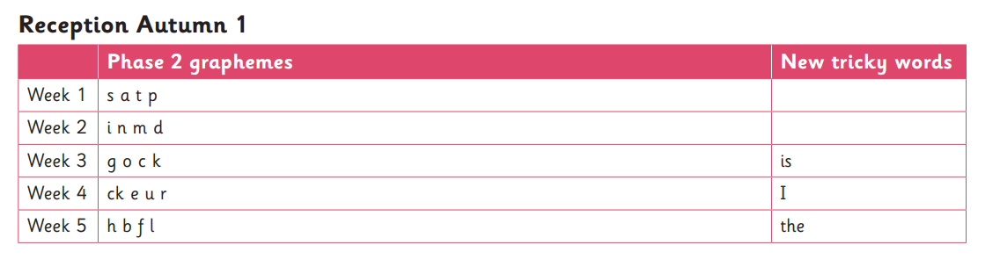 Reception Autumn 1
Phase 2 graphemes New tricky words
Week 1 s a t p
Week 2 i n m d
Week 3 g o c k is
Week 4 ck e u r I
Week 5 h b f l the